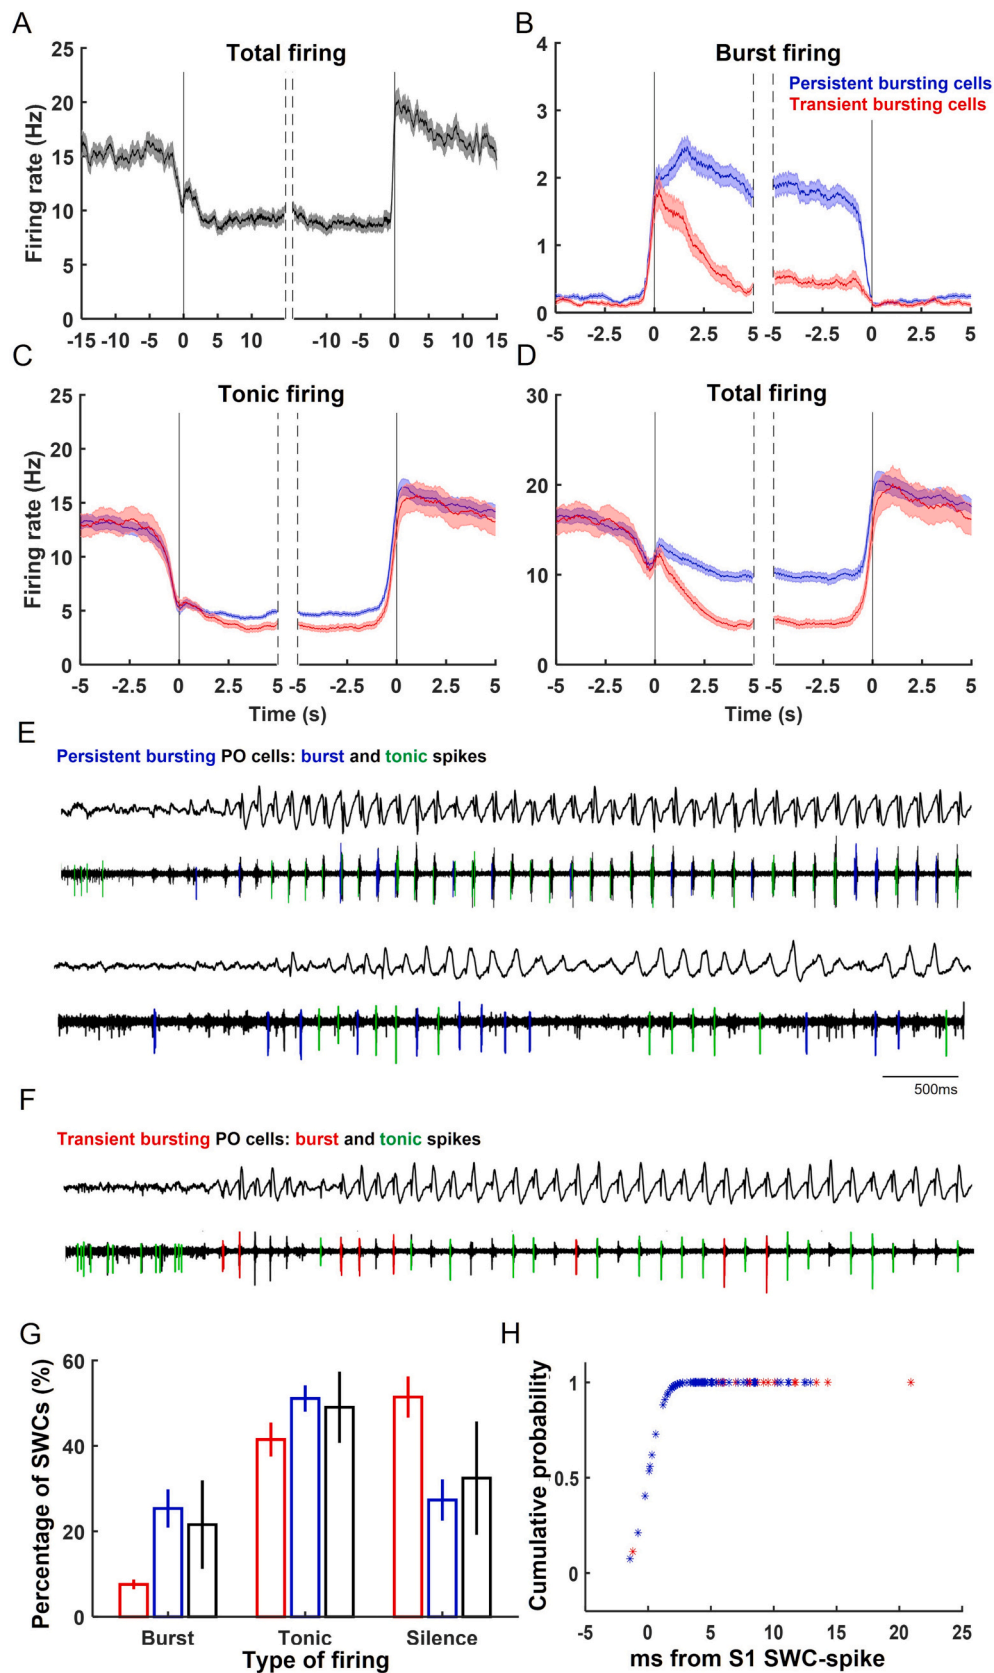 A
Total firing
Firing rate (Hz)
25
20
15
10
5
0
-15 -10 -5 0 5 10
-10 -5 0 5 10 15
B
Burst firing
Persistent bursting cells
Transient bursting cells
4
3
2
1
0
-5 -2.5 0 2.5 5
-5 -2.5 0 2.5 5
C
Tonic firing
Firing rate (Hz)
25
20
15
10
5
0
-5 -2.5 0 2.5 5
-5 -2.5 0 2.5 5
Time (s)
D
Total firing
30
20
10
0
-5 -2.5 0 2.5 5
-5 -2.5 0 2.5 5
Time (s)
E
Persistent bursting PO cells: burst and tonic spikes
500ms
F
Transient bursting PO cells: burst and tonic spikes
G
Percentage of SWCs (%)
60
40
20
0
Burst Tonic Silence
Type of firing
H
Cumulative probability
1
0.5
0
-5 0 5 10 15 20 25
ms from S1 SWC-spike